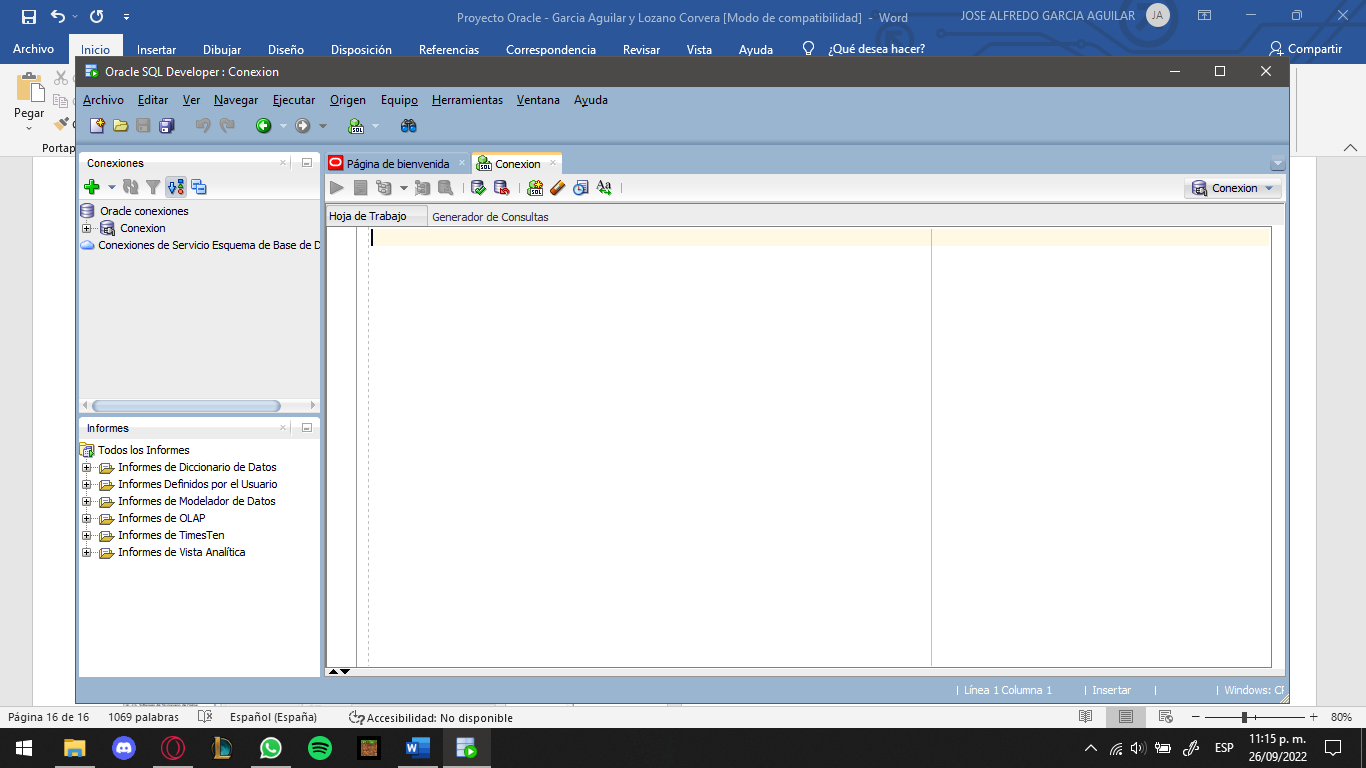 Proyecto Oracle - Garcia Aguilar y Lozano Corvera [Modo de compatibilidad] - Word
JOSE ALFREDO GARCIA AGUILAR JA
Archivo Inicio Insertar Dibujar Diseño Disposición Referencias Correspondencia Revisar Vista Ayuda ¿Qué desea hacer? Compartir
Pegar
Portap
Oracle SQL Developer : Conexion
Archivo Editar Ver Navegar Ejecutar Origen Equipo Herramientas Ventana Ayuda
SQL
Conexiones
Página de bienvenida
SQL Conexion
SQL Aa
Conexion
Oracle conexiones
Conexion
Conexiones de Servicio Esquema de Base de D
Hoja de Trabajo Generador de Consultas
Informes
Todos los Informes
Informes de Diccionario de Datos
Informes Definidos por el Usuario
Informes de Modelador de Datos
Informes de OLAP
Informes de TimesTen
Informes de Vista Analítica
| Línea 1 Columna 1 | Insertar | | Windows: CF
Página 16 de 16 1069 palabras Español (España) Accesibilidad: No disponible 80%
ESP
11:15 p. m.
26/09/2022